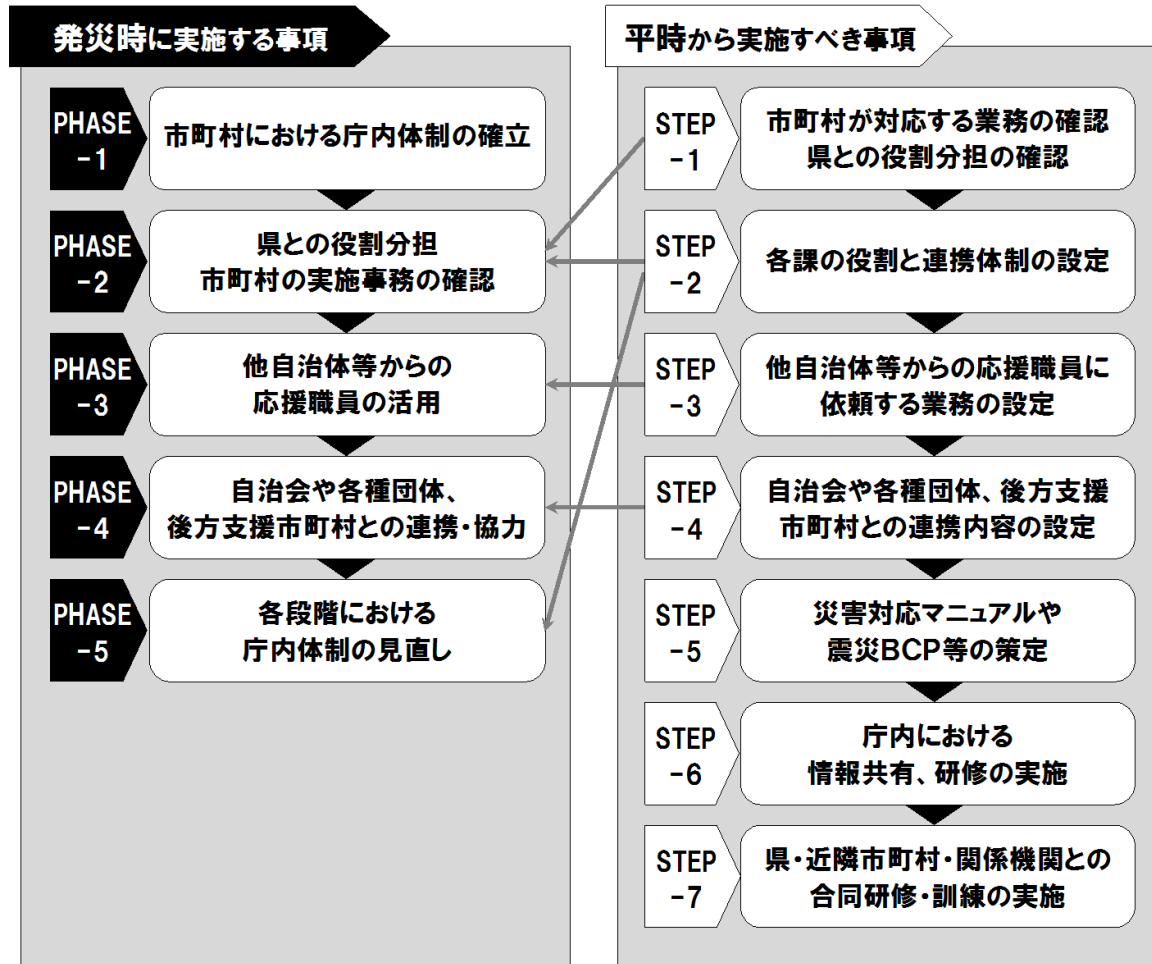 発災時に実施する事項
PHASE
-1
市町村における庁内体制の確立
PHASE
-2
県との役割分担
市町村の実施事務の確認
PHASE
-3
他自治体等からの
応援職員の活用
PHASE
-4
自治会や各種団体、
後方支援市町村との連携・協力
PHASE
-5
各段階における
庁内体制の見直し
平時から実施すべき事項
STEP
-1
市町村が対応する業務の確認
県との役割分担の確認
STEP
-2
各課の役割と連携体制の設定
STEP
-3
他自治体等からの応援職員に
依頼する業務の設定
STEP
-4
自治会や各種団体、後方支援
市町村との連携内容の設定
STEP
-5
災害対応マニュアルや
震災BCP等の策定
STEP
-6
庁内における
情報共有、研修の実施
STEP
-7
県・近隣市町村・関係機関との
合同研修・訓練の実施